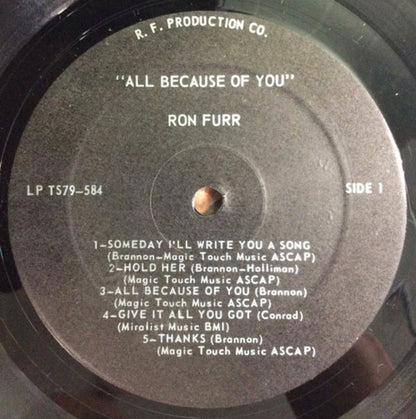 R. F. PRODUCTION CO.
"ALL BECAUSE OF YOU"
RON FURR
LP TS79-584
SIDE 1
1-SOMEDAY I'LL WRITE YOU A SONG
(Brannon-Magic Touch Music ASCAP)
2-HOLD HER (Brannon-Holliman)
(Magic Touch Music ASCAP)
3-ALL BECAUSE OF YOU (Brannon)
(Magic Touch Music ASCAP)
4-GIVE IT ALL YOU GOT (Conrad)
(Miralist Music BMI)
5-THANKS (Brannon)
(Magic Touch Music ASCAP)